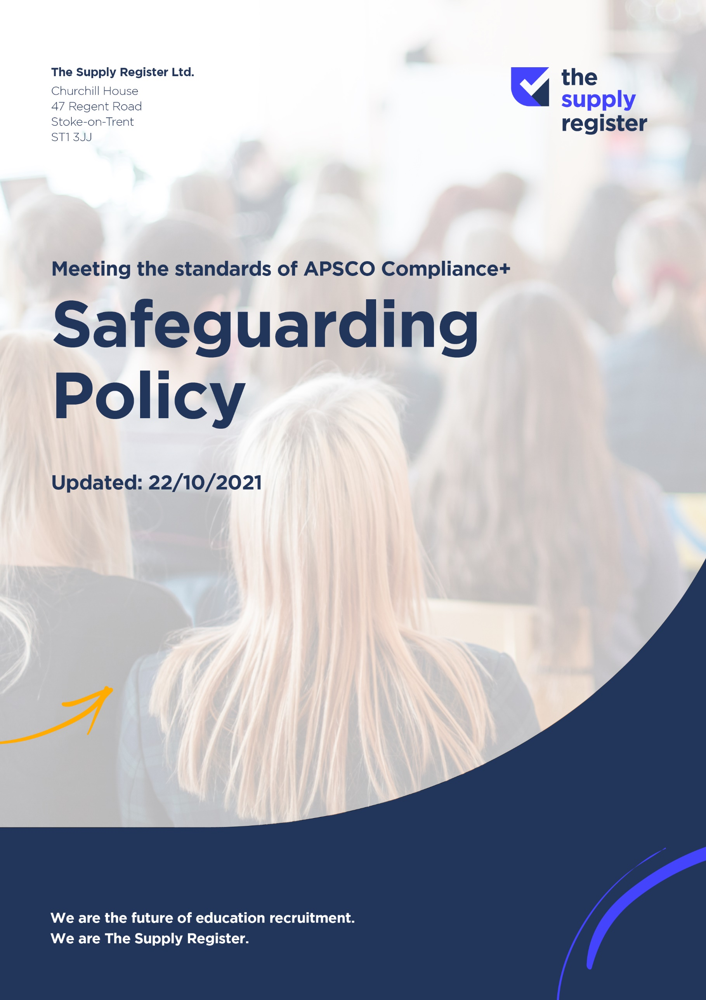 The Supply Register Ltd.
Churchill House
47 Regent Road
Stoke-on-Trent
ST1 3JJ
the
supply
register
Meeting the standards of APSCO Compliance+
Safeguarding
Policy
Updated: 22/10/2021
We are the future of education recruitment.
We are The Supply Register.